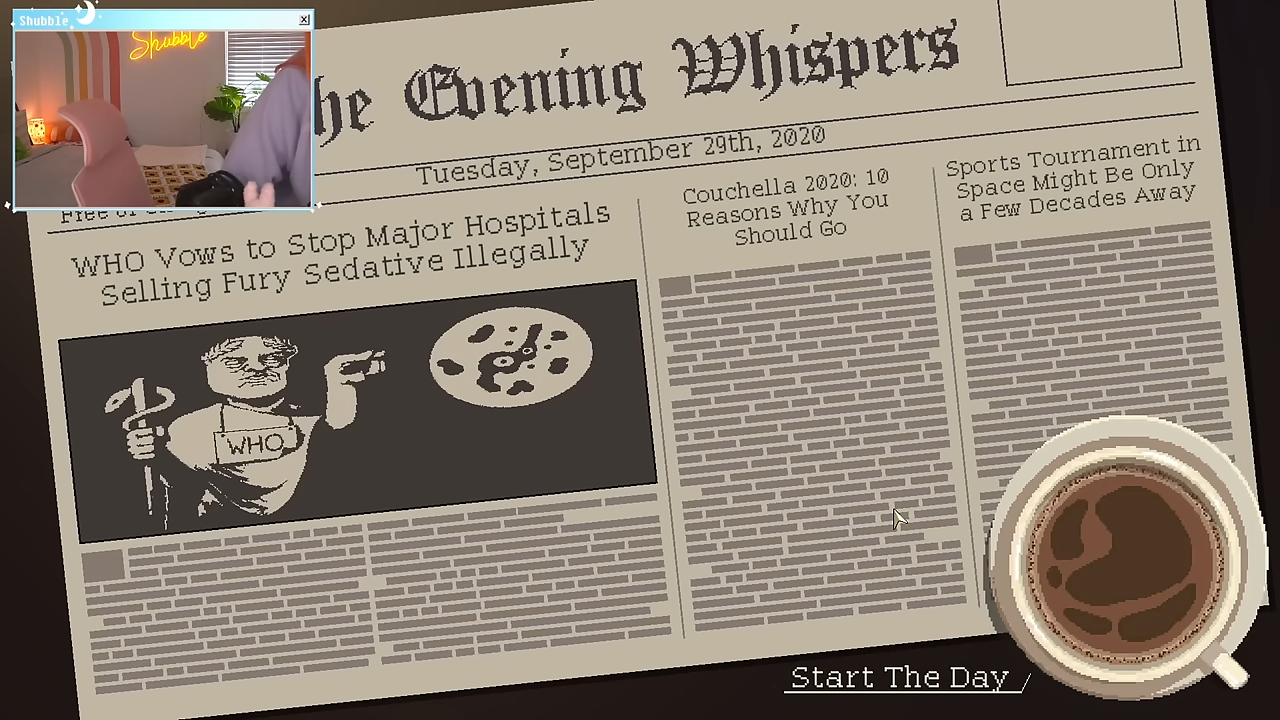 Shubble
Shubble
he Evening Whispers
Tuesday, September 29th, 2020
WHO Vows to Stop Major Hospitals
Selling Fury Sedative Illegally
WHO
Couchella 2020: 10
Reasons Why You
Should Go
Sports Tournament in
Space Might Be Only
a Few Decades Away
Start The Day